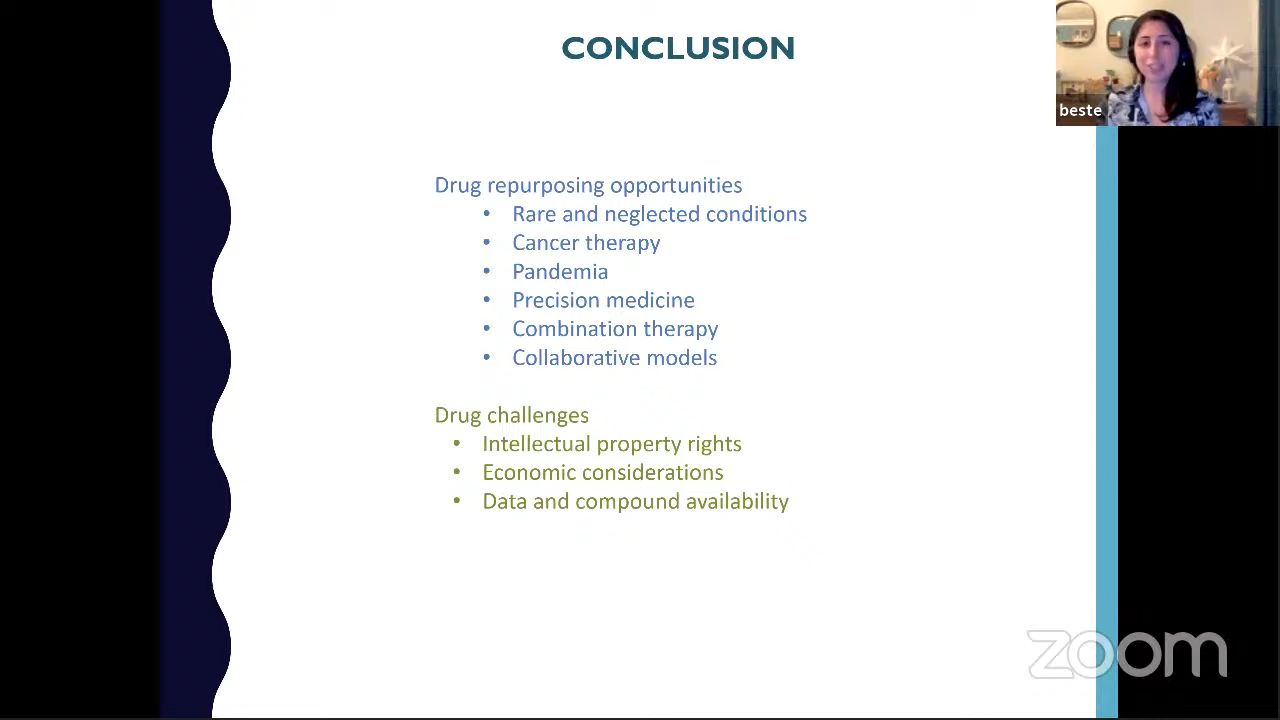 CONCLUSION
beste
Drug repurposing opportunities
• Rare and neglected conditions
• Cancer therapy
• Pandemia
• Precision medicine
• Combination therapy
• Collaborative models
Drug challenges
• Intellectual property rights
• Economic considerations
• Data and compound availability
zoom